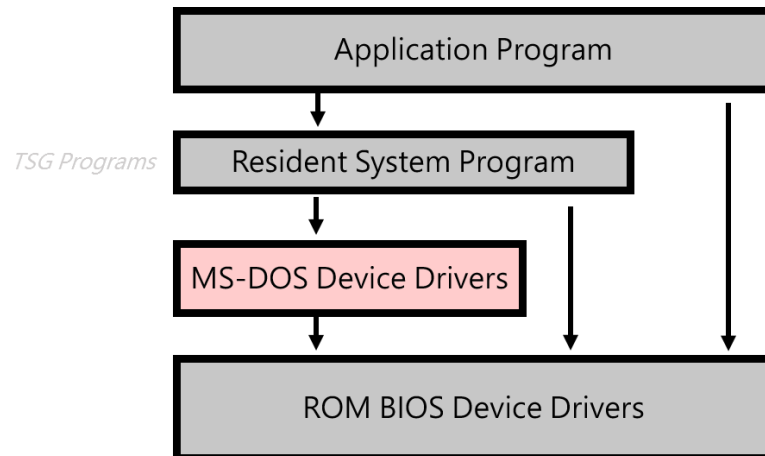 Application Program
TSG Programs
Resident System Program
MS-DOS Device Drivers
ROM BIOS Device Drivers